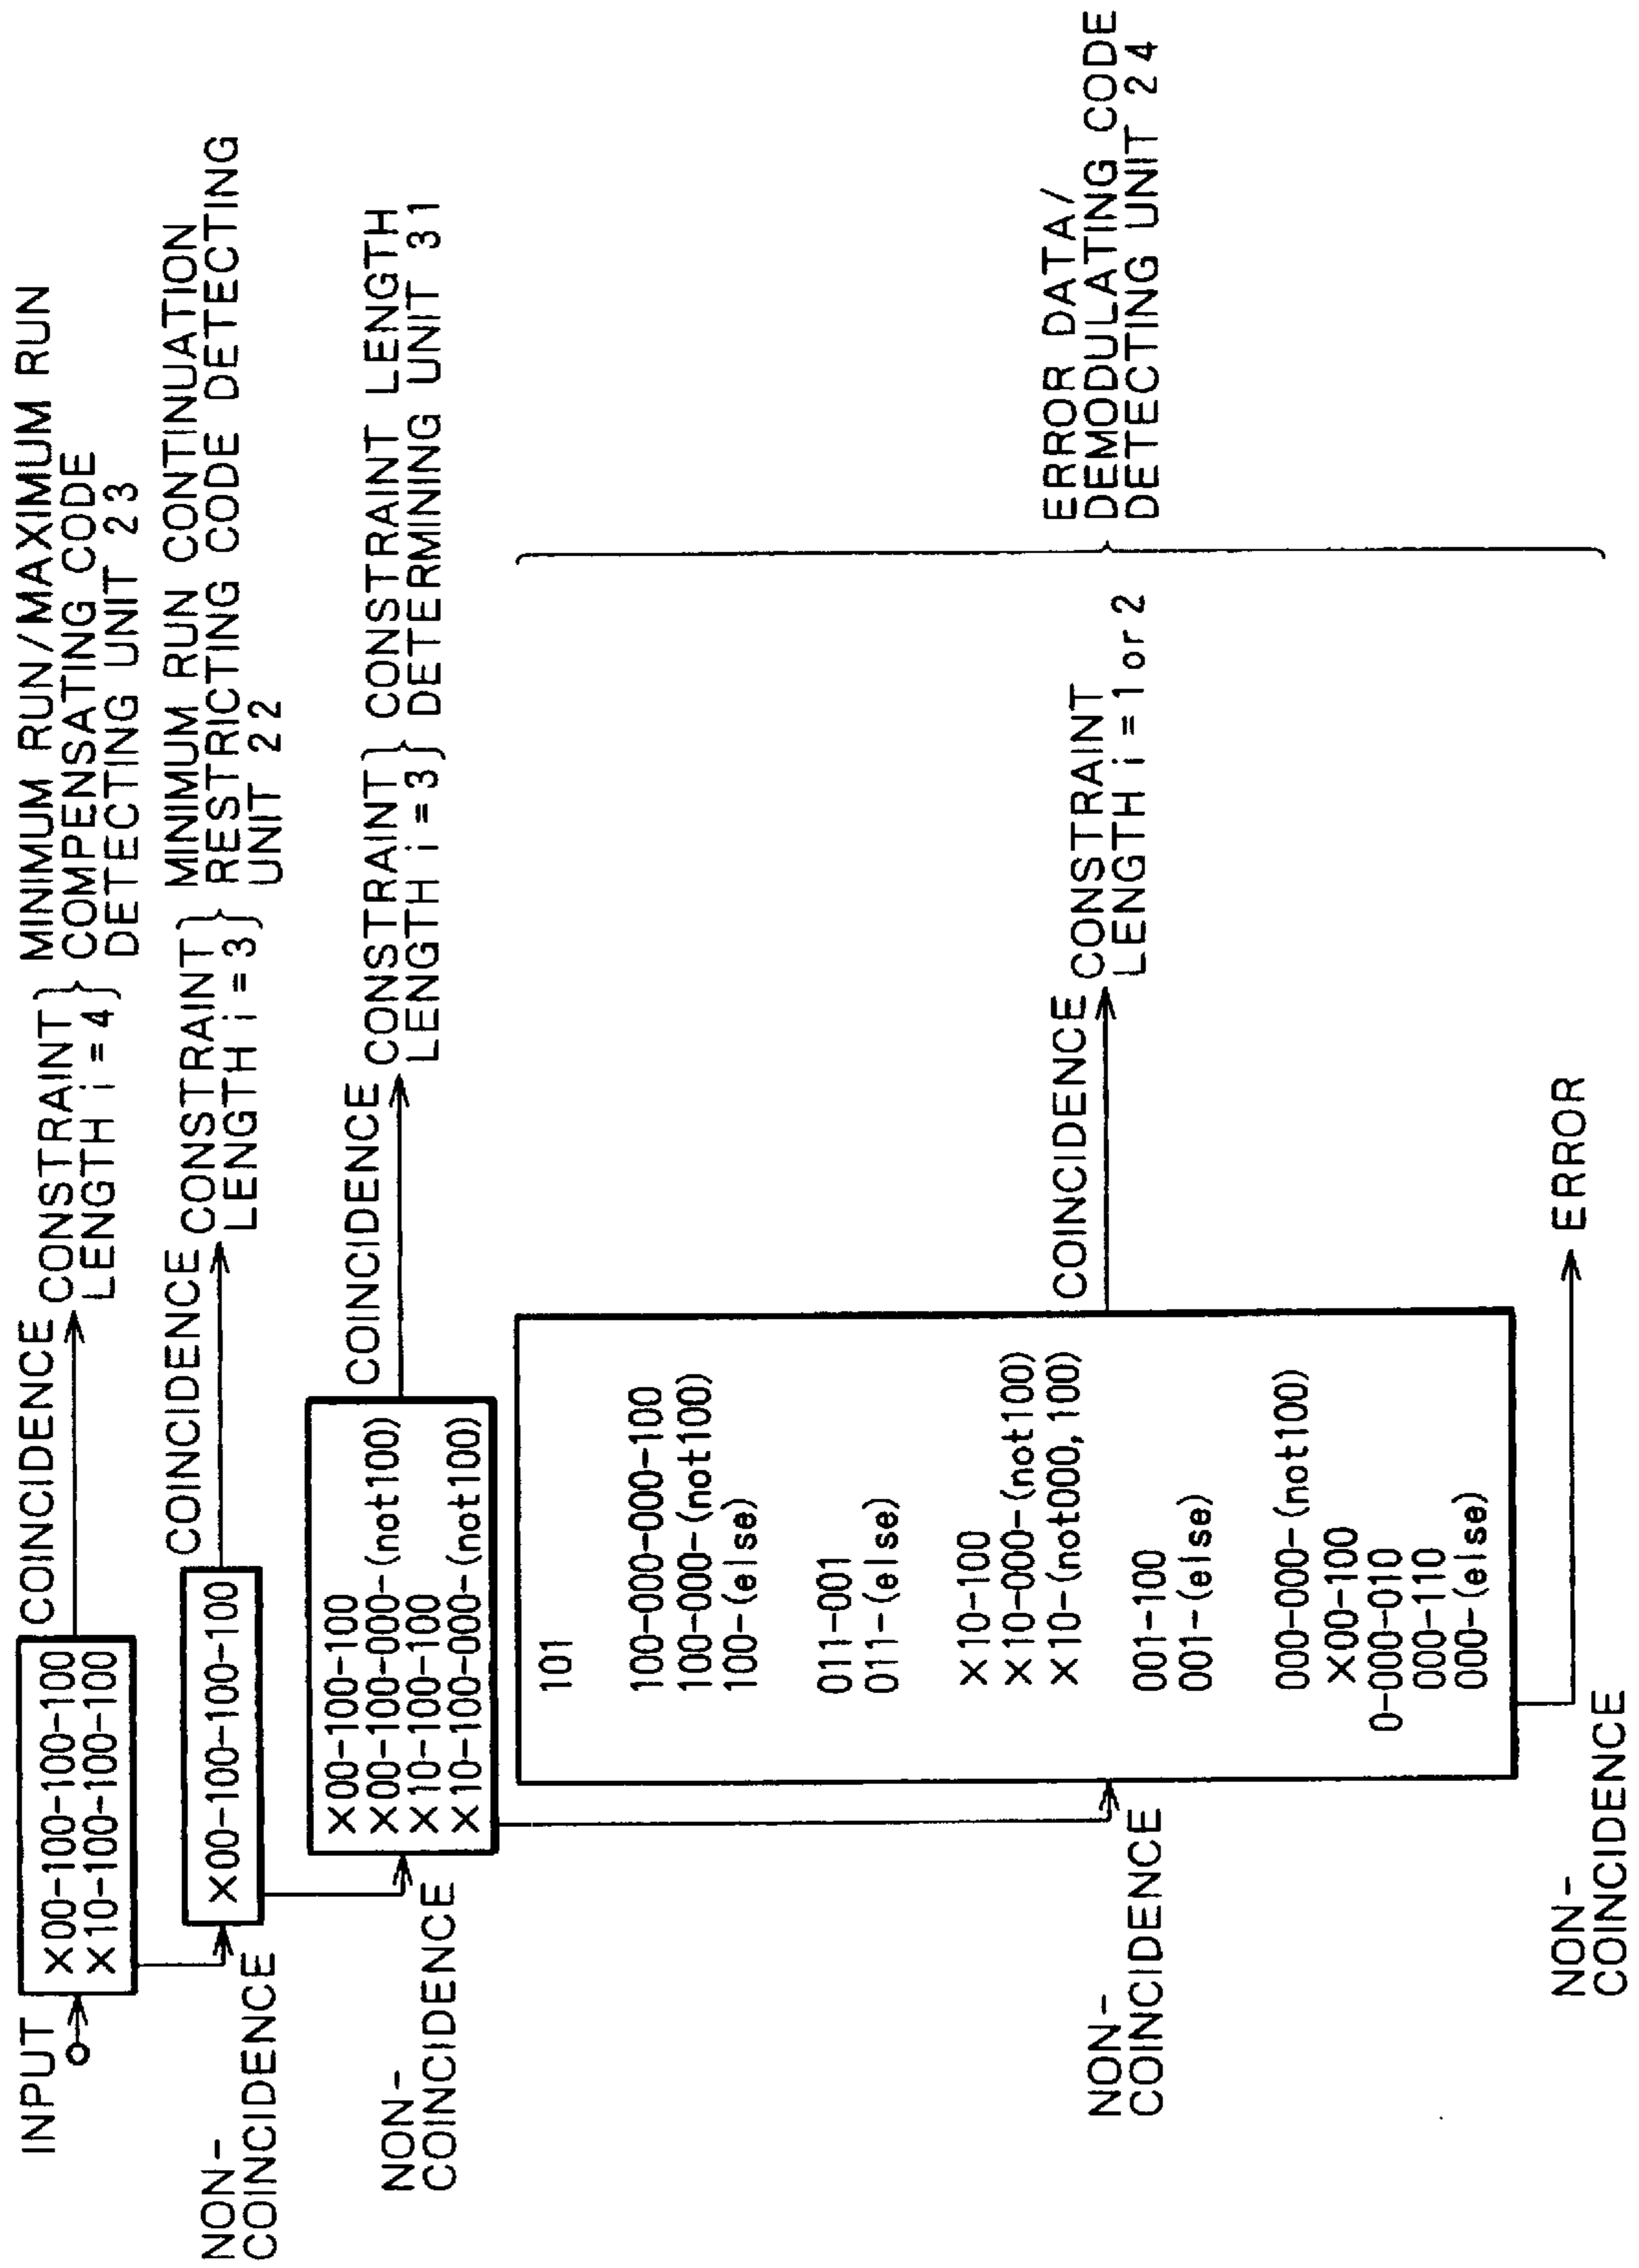 INPUT
X00-100-100-100
X10-100-100-100
COINCIDENCE
CONSTRAINT
LENGTH i = 4
MINIMUM RUN/MAXIMUM RUN
COMPENSATING CODE
DETECTING UNIT 23
NON-
COINCIDENCE
X00-100-100-100
COINCIDENCE
CONSTRAINT
LENGTH i = 3
MINIMUM RUN CONTINUATION
RESTRICTING CODE DETECTING
UNIT 22
NON-
COINCIDENCE
X00-100-100
X00-100-000-(not100)
X10-100-100
X10-100-000-(not100)
COINCIDENCE
CONSTRAINT
LENGTH i = 3
CONSTRAINT LENGTH
DETERMINING UNIT 31
NON-
COINCIDENCE
101
100-000-000-100
100-000-(not100)
100-(else)
011-001
011-(else)
X10-100
X10-000-(not100)
X10-(not000,100)
001-100
001-(else)
000-000-(not100)
X00-100
0-000-010
000-110
000-(else)
COINCIDENCE
CONSTRAINT
LENGTH i = 1 or 2
ERROR DATA/
DEMODULATING CODE
DETECTING UNIT 24
NON-
COINCIDENCE
ERROR